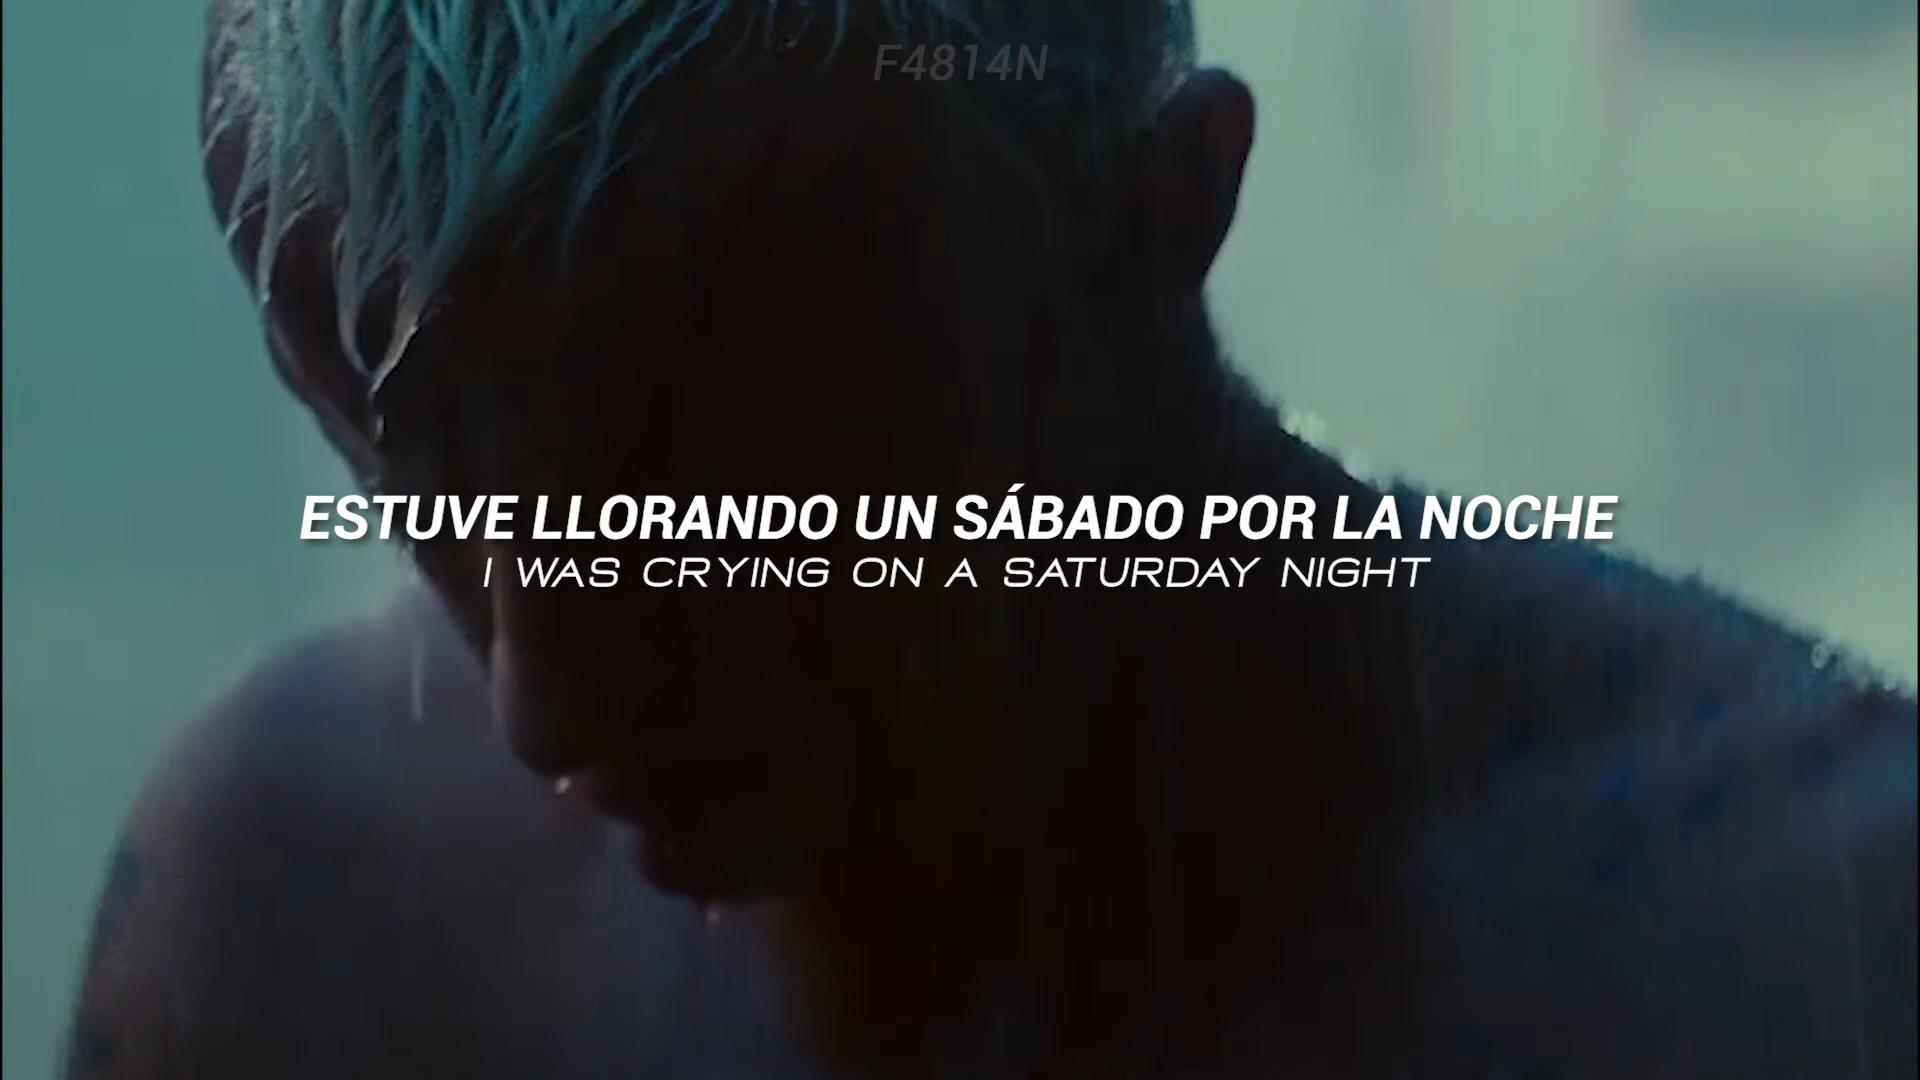 F4814N
ESTUVE LLORANDO UN SÁBADO POR LA NOCHE
I WAS CRYING ON A SATURDAY NIGHT